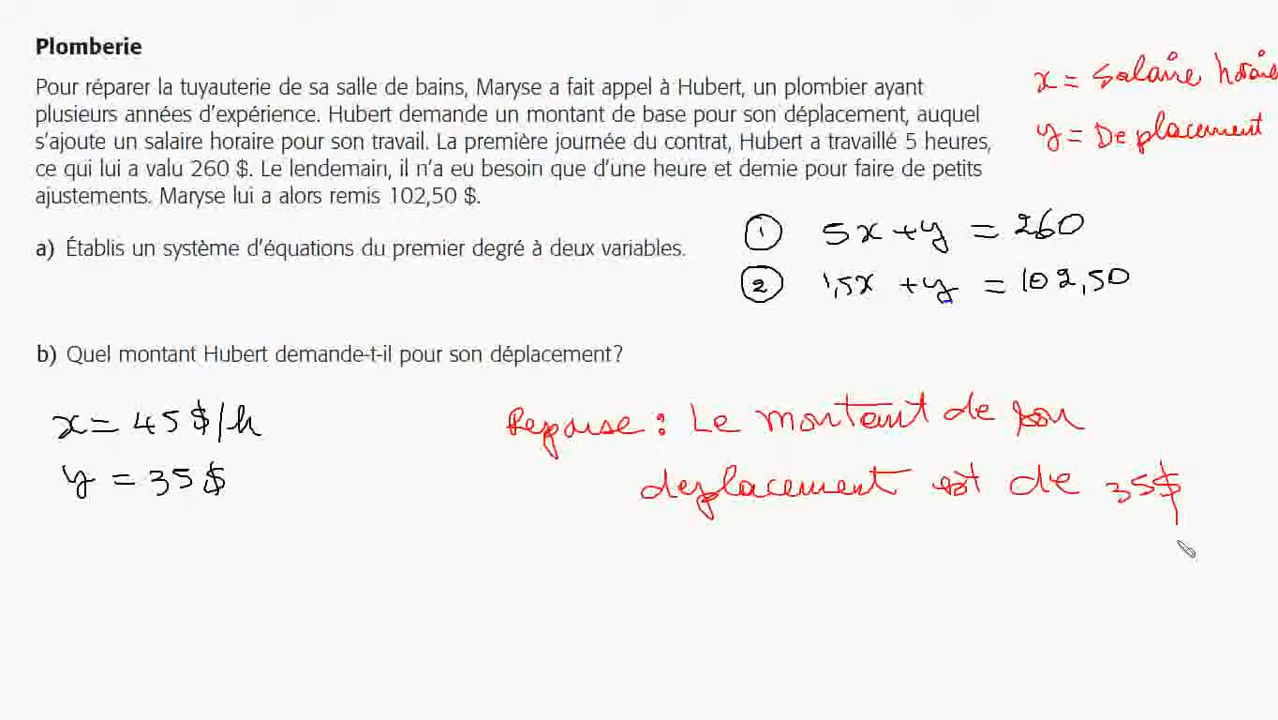 Plomberie
x = Salaire horaire
Pour réparer la tuyauterie de sa salle de bains, Maryse a fait appel à Hubert, un plombier ayant
plusieurs années d'expérience. Hubert demande un montant de base pour son déplacement, auquel
y = Deplacement
s'ajoute un salaire horaire pour son travail. La première journée du contrat, Hubert a travaillé 5 heures,
ce qui lui a valu 260 $. Le lendemain, il n'a eu besoin que d'une heure et demie pour faire de petits
ajustements. Maryse lui a alors remis 102,50 $.
① 5x + y = 260
a) Établis un système d'équations du premier degré à deux variables.
② 1,5x + y = 102,50
b) Quel montant Hubert demande-t-il pour son déplacement?
x = 45 $/h
Reponse : Le montant de son
y = 35 $
deplacement est de 35$